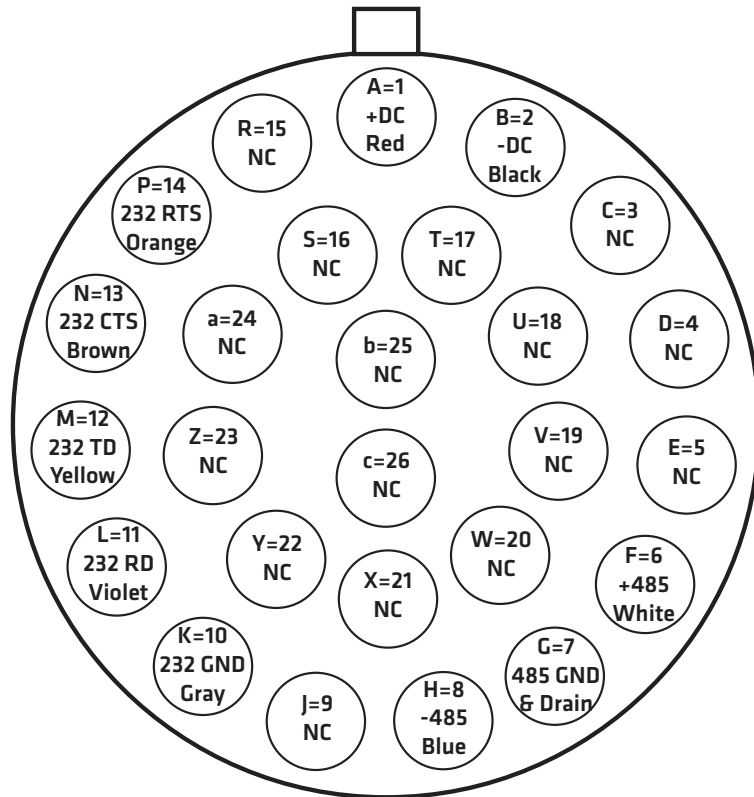 A=1
+DC
Red
B=2
-DC
Black
R=15
NC
P=14
232 RTS
Orange
C=3
NC
S=16
NC
T=17
NC
N=13
232 CTS
Brown
a=24
NC
b=25
NC
U=18
NC
D=4
NC
M=12
232 TD
Yellow
Z=23
NC
c=26
NC
V=19
NC
E=5
NC
L=11
232 RD
Violet
Y=22
NC
X=21
NC
W=20
NC
F=6
+485
White
K=10
232 GND
Gray
J=9
NC
H=8
-485
Blue
G=7
485 GND
& Drain